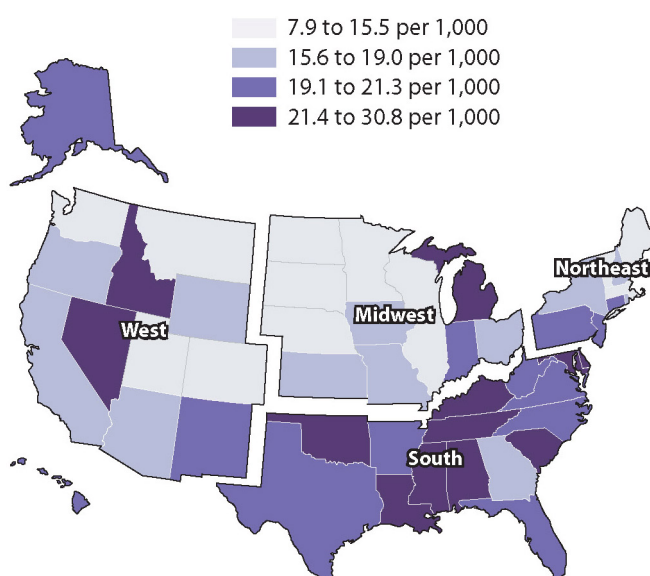 7.9 to 15.5 per 1,000
15.6 to 19.0 per 1,000
19.1 to 21.3 per 1,000
21.4 to 30.8 per 1,000
Northeast
Midwest
West
South